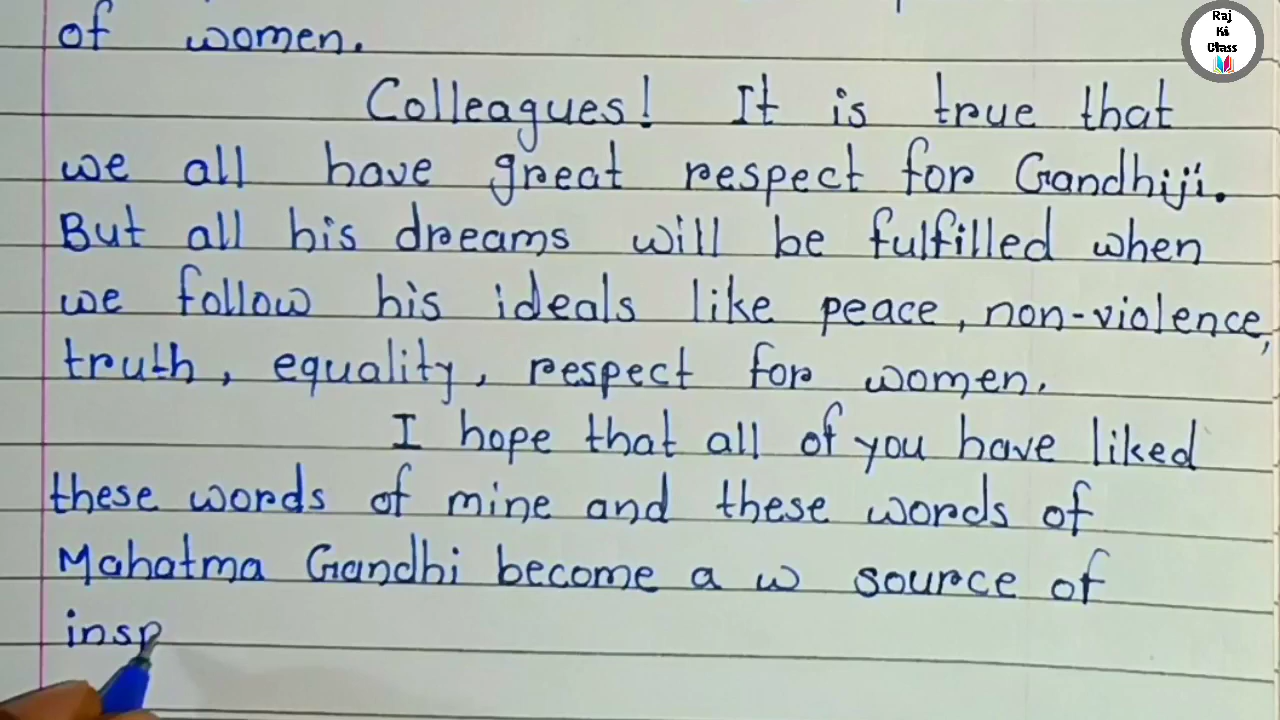 Raj
Ki
Class
of women.
Colleagues! It is true that
we all have great respect for Gandhiji.
But all his dreams will be fulfilled when
we follow his ideals like peace, non-violence,
truth, equality, respect for women.
I hope that all of you have liked
these words of mine and these words of
Mahatma Gandhi become a w source of
insp